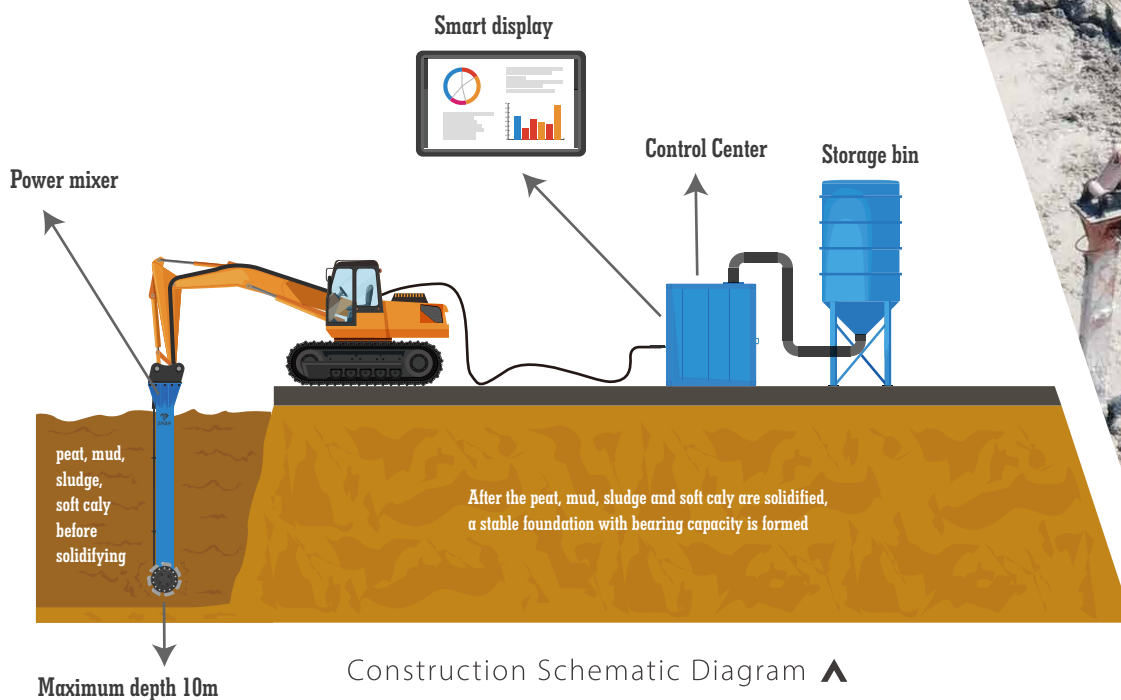 Smart display
Control Center
Storage bin
Power mixer
peat, mud,
sludge,
soft caly
before
solidifying
After the peat, mud, sludge and soft caly are solidified,
a stable foundation with bearing capacity is formed
Construction Schematic Diagram
Maximum depth 10m